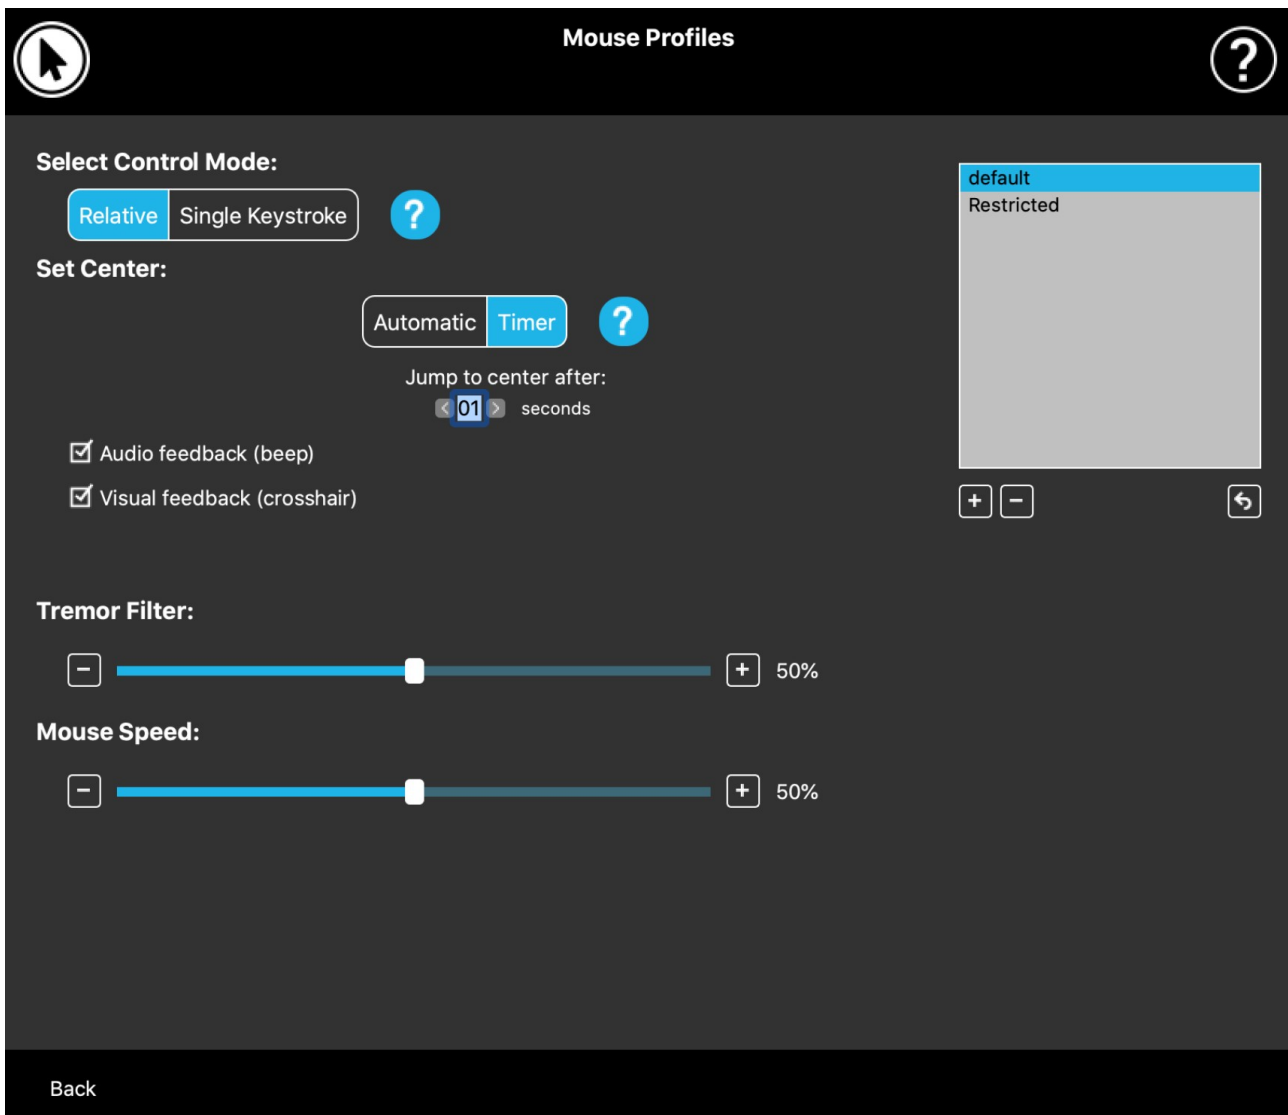 Mouse Profiles
?
Select Control Mode:
Relative Single Keystroke ?
Set Center:
Automatic Timer ?
Jump to center after:
< 01 > seconds
Audio feedback (beep)
Visual feedback (crosshair)
default
Restricted
+ −
Tremor Filter:
− + 50%
Mouse Speed:
− + 50%
Back